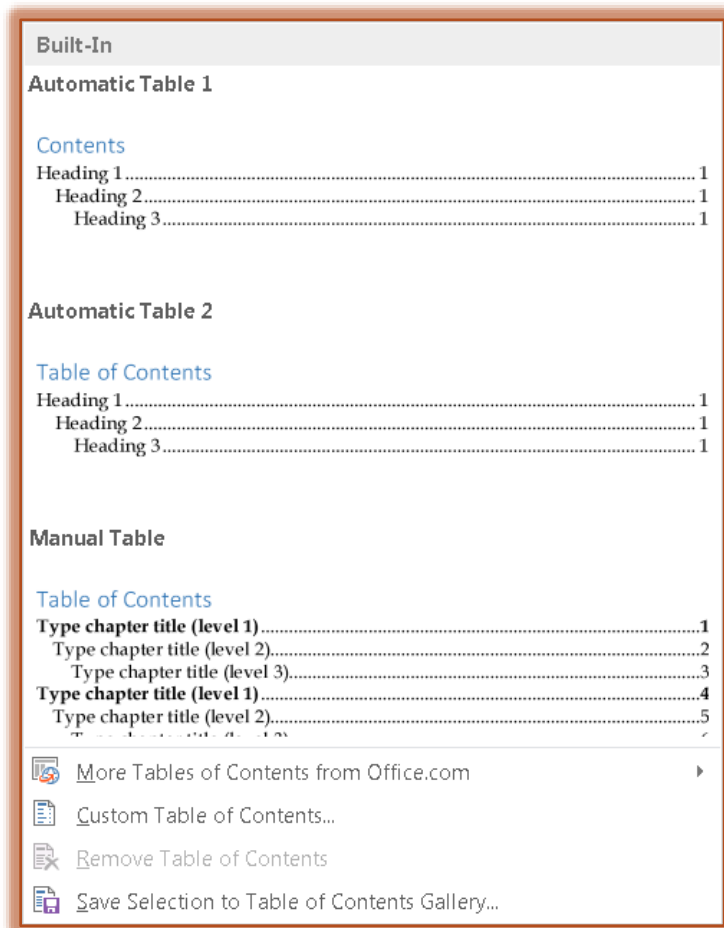 Built-In
Automatic Table 1
Contents
Heading 1.......................................................................................................... 1
Heading 2...................................................................................................... 1
Heading 3.................................................................................................. 1
Automatic Table 2
Table of Contents
Heading 1.......................................................................................................... 1
Heading 2...................................................................................................... 1
Heading 3.................................................................................................. 1
Manual Table
Table of Contents
Type chapter title (level 1)................................................................................1
Type chapter title (level 2)..............................................................................2
Type chapter title (level 3)...........................................................................3
Type chapter title (level 1)................................................................................4
Type chapter title (level 2)..............................................................................5
More Tables of Contents from Office.com
Custom Table of Contents...
Remove Table of Contents
Save Selection to Table of Contents Gallery...